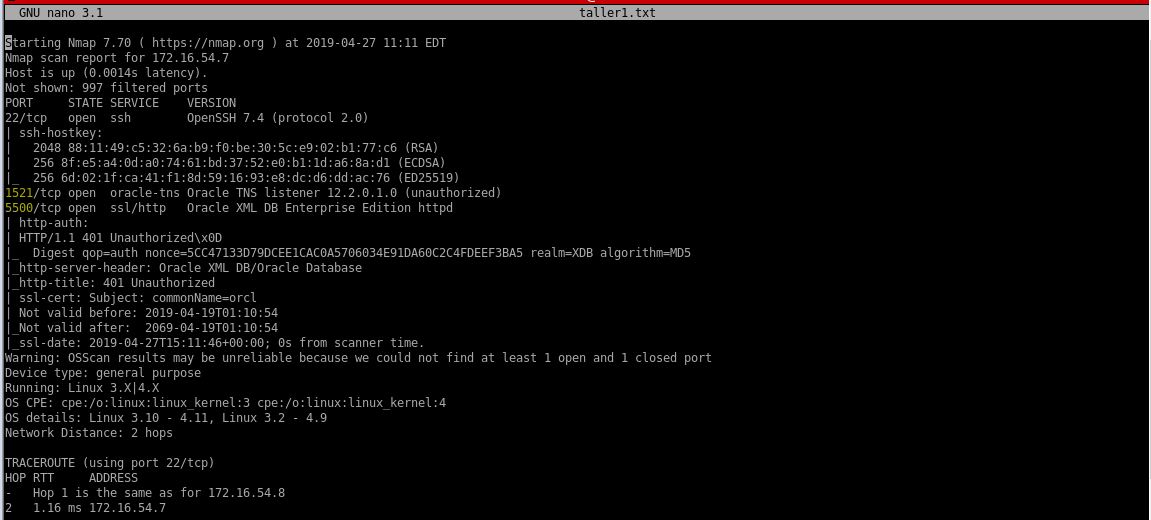 GNU nano 3.1 taller1.txt
Starting Nmap 7.70 ( https://nmap.org ) at 2019-04-27 11:11 EDT
Nmap scan report for 172.16.54.7
Host is up (0.0014s latency).
Not shown: 997 filtered ports
PORT     STATE SERVICE    VERSION
22/tcp   open  ssh        OpenSSH 7.4 (protocol 2.0)
| ssh-hostkey:
|   2048 88:11:49:c5:32:6a:b9:f0:be:30:5c:e9:02:b1:77:c6 (RSA)
|   256 8f:e5:a4:0d:a0:74:61:bd:37:52:e0:b1:1d:a6:8a:d1 (ECDSA)
|_  256 6d:02:1f:ca:41:f1:8d:59:16:93:e8:dc:d6:dd:ac:76 (ED25519)
1521/tcp open  oracle-tns Oracle TNS listener 12.2.0.1.0 (unauthorized)
5500/tcp open  ssl/http   Oracle XML DB Enterprise Edition httpd
| http-auth:
| HTTP/1.1 401 Unauthorized\x0D
|_  Digest qop=auth nonce=5CC47133D79DCEE1CAC0A5706034E91DA60C2C4FDEEF3BA5 realm=XDB algorithm=MD5
|_http-server-header: Oracle XML DB/Oracle Database
|_http-title: 401 Unauthorized
| ssl-cert: Subject: commonName=orcl
| Not valid before: 2019-04-19T01:10:54
|_Not valid after:  2069-04-19T01:10:54
|_ssl-date: 2019-04-27T15:11:46+00:00; 0s from scanner time.
Warning: OSScan results may be unreliable because we could not find at least 1 open and 1 closed port
Device type: general purpose
Running: Linux 3.X|4.X
OS CPE: cpe:/o:linux:linux_kernel:3 cpe:/o:linux:linux_kernel:4
OS details: Linux 3.10 - 4.11, Linux 3.2 - 4.9
Network Distance: 2 hops
TRACEROUTE (using port 22/tcp)
HOP RTT     ADDRESS
-   Hop 1 is the same as for 172.16.54.8
2   1.16 ms 172.16.54.7